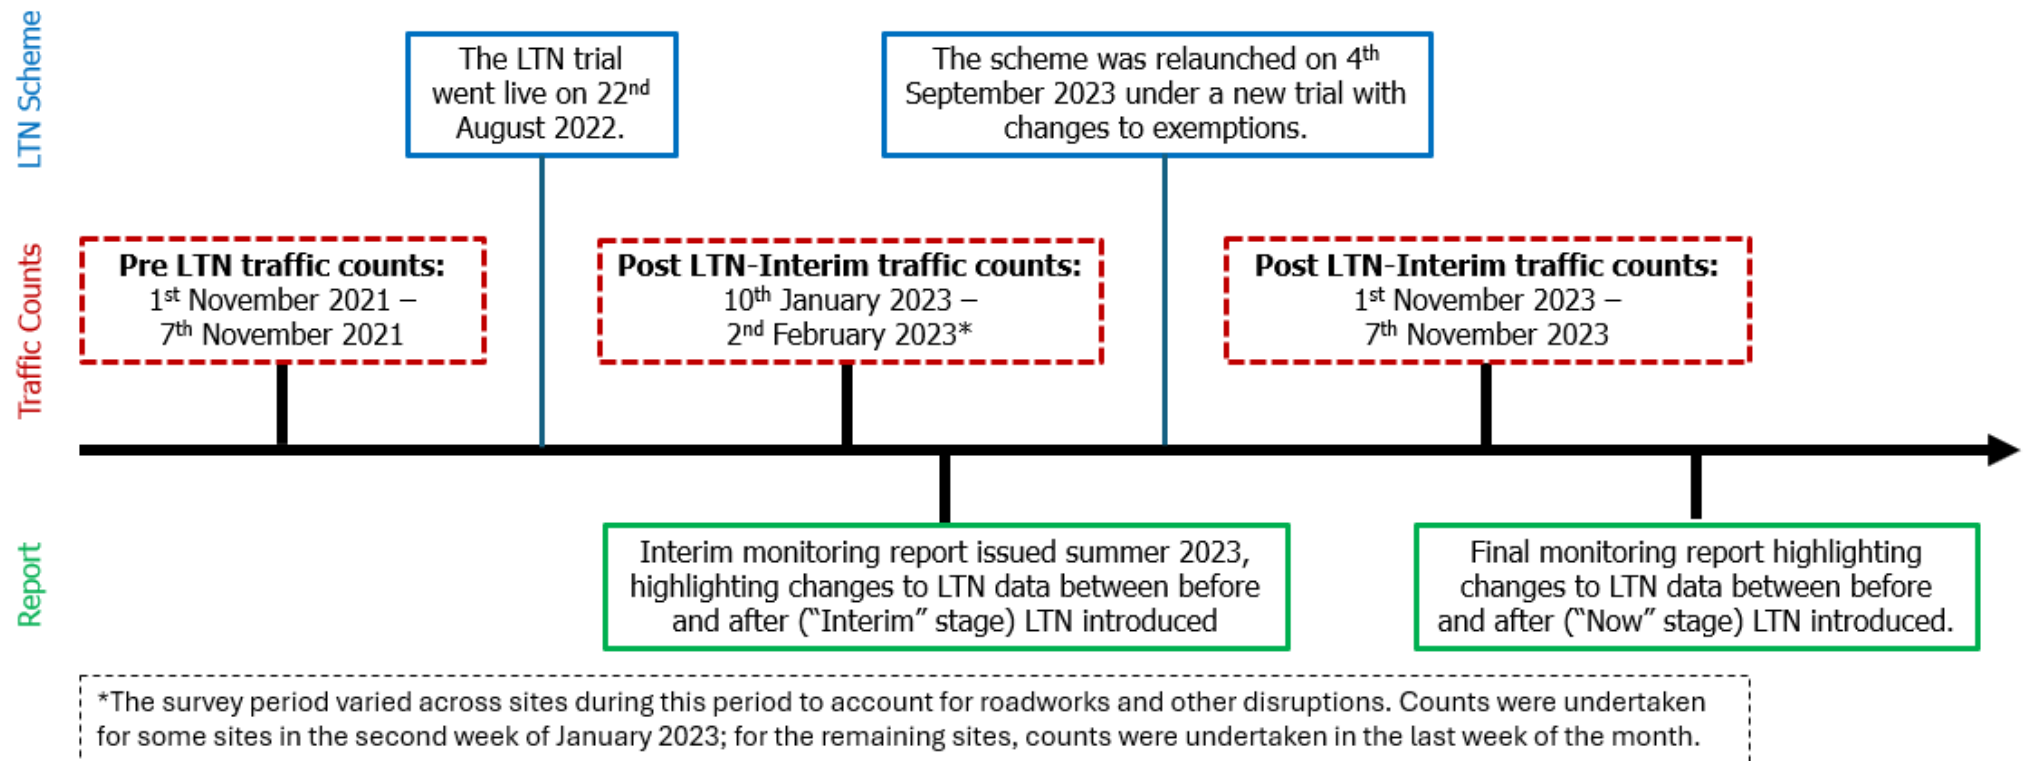 LTN Scheme
The LTN trial
went live on 22nd
August 2022.
The scheme was relaunched on 4th
September 2023 under a new trial with
changes to exemptions.
Traffic Counts
Pre LTN traffic counts:
1st November 2021 –
7th November 2021
Post LTN-Interim traffic counts:
10th January 2023 –
2nd February 2023*
Post LTN-Interim traffic counts:
1st November 2023 –
7th November 2023
Report
Interim monitoring report issued summer 2023,
highlighting changes to LTN data between before
and after (“Interim” stage) LTN introduced
Final monitoring report highlighting
changes to LTN data between before
and after (“Now” stage) LTN introduced.
*The survey period varied across sites during this period to account for roadworks and other disruptions. Counts were undertaken
for some sites in the second week of January 2023; for the remaining sites, counts were undertaken in the last week of the month.